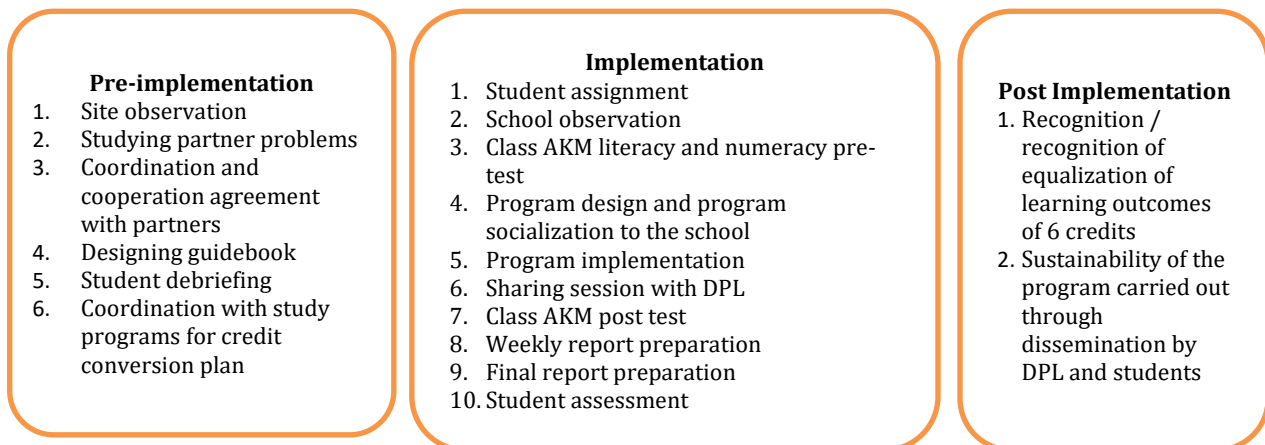 Pre-implementation
1. Site observation
2. Studying partner problems
3. Coordination and
cooperation agreement
with partners
4. Designing guidebook
5. Student debriefing
6. Coordination with study
programs for credit
conversion plan
Implementation
1. Student assignment
2. School observation
3. Class AKM literacy and numeracy pre-
test
4. Program design and program
socialization to the school
5. Program implementation
6. Sharing session with DPL
7. Class AKM post test
8. Weekly report preparation
9. Final report preparation
10. Student assessment
Post Implementation
1. Recognition /
recognition of
equalization of
learning outcomes
of 6 credits
2. Sustainability of the
program carried out
through
dissemination by
DPL and students